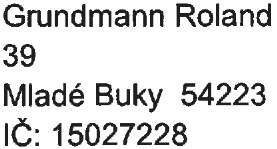 Grundmann Roland
39
Mladé Buky  54223
IČ: 15027228